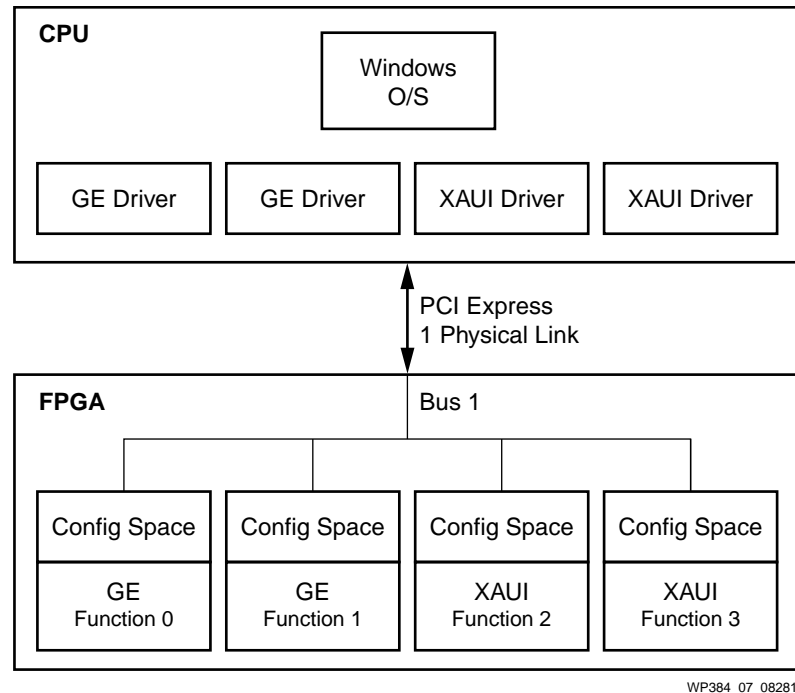 CPU
Windows
O/S
GE Driver
GE Driver
XAUI Driver
XAUI Driver
PCI Express
1 Physical Link
FPGA
Bus 1
Config Space
Config Space
Config Space
Config Space
GE
Function 0
GE
Function 1
XAUI
Function 2
XAUI
Function 3
WP384_07_08281